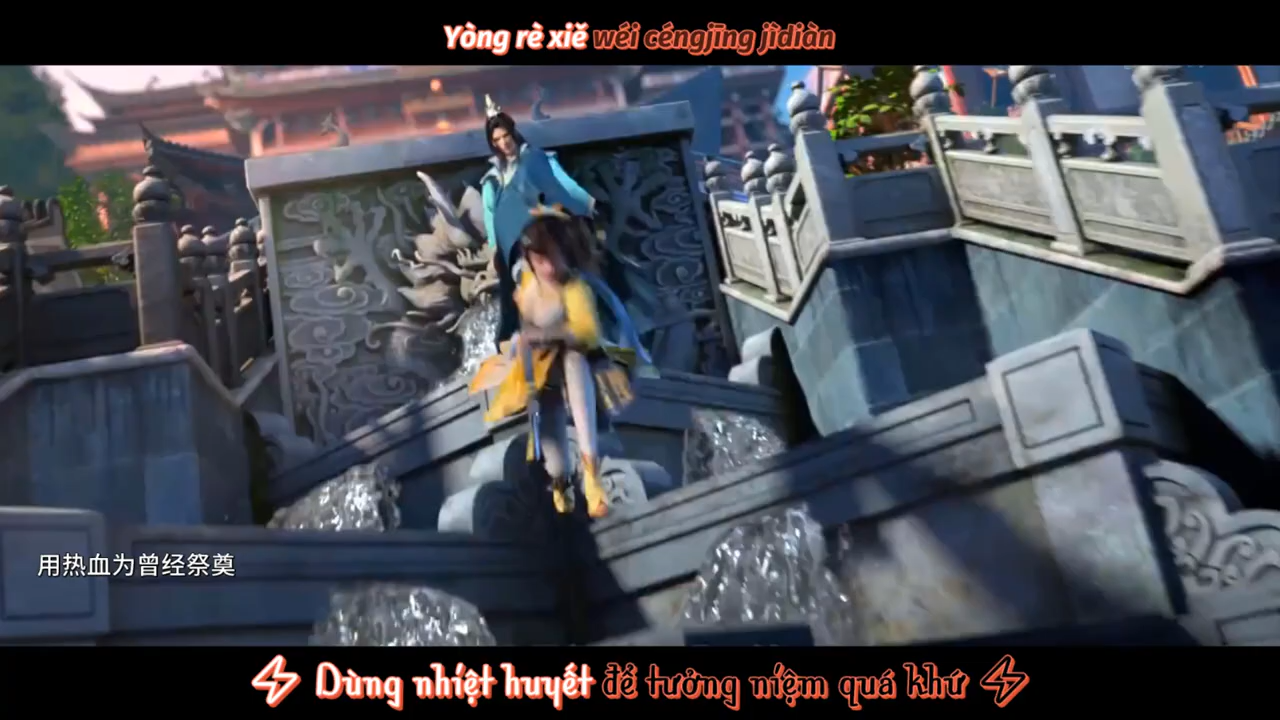 Yòng rè xiě wéi céngjīng jìdiàn
用热血为曾经祭奠
Dùng nhiệt huyết để tưởng niệm quá khứ